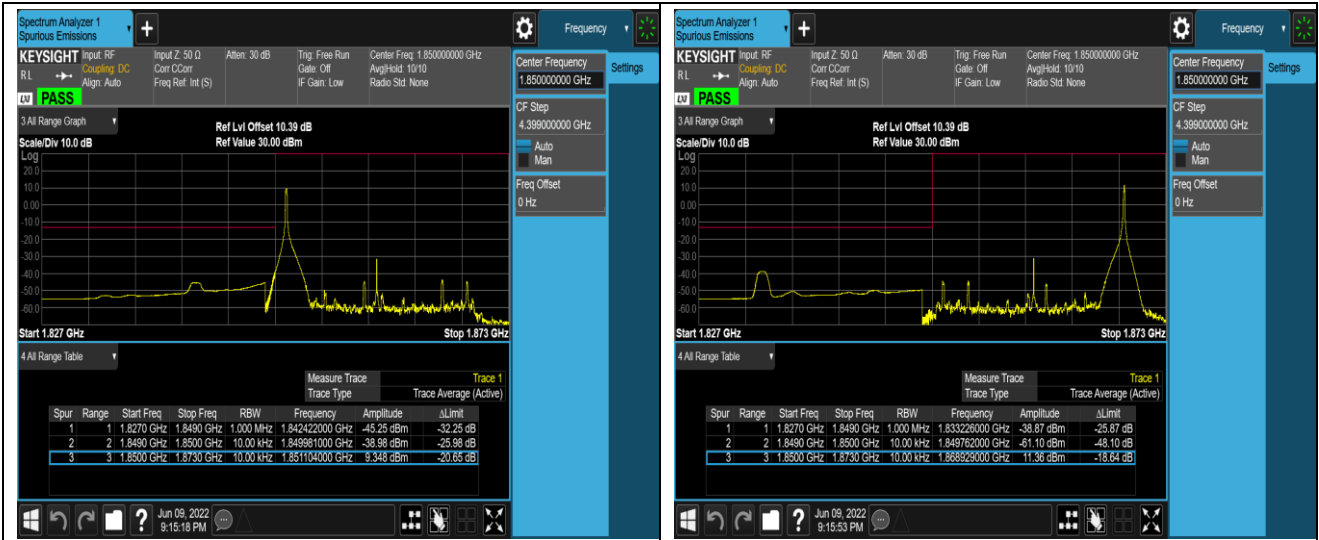 Spectrum Analyzer 1
Spurious Emissions
+
Frequency
KEYSIGHT
RL
Input: RF
Coupling: DC
Align: Auto
Input Z: 50 Ω
Corr CCorr
Freq Ref: Int (S)
Atten: 30 dB
Trig: Free Run
Gate: Off
IF Gain: Low
Center Freq: 1.850000000 GHz
Avg|Hold: 10/10
Radio Std: None
LXI
PASS
Center Frequency
1.850000000 GHz
Settings
CF Step
4.399000000 GHz
Auto
Man
Freq Offset
0 Hz
3 All Range Graph
Ref Lvl Offset 10.39 dB
Scale/Div 10.0 dB
Ref Value 30.00 dBm
Log
20.0
10.0
0.00
-10.0
-20.0
-30.0
-40.0
-50.0
-60.0
Start 1.827 GHz
Stop 1.873 GHz
4 All Range Table
Measure Trace Trace 1
Trace Type Trace Average (Active)
Spur Range Start Freq Stop Freq RBW Frequency Amplitude ΔLimit
1 1 1.8270 GHz 1.8490 GHz 1.000 MHz 1.842422000 GHz -45.25 dBm -32.25 dB
2 2 1.8490 GHz 1.8500 GHz 10.00 kHz 1.849981000 GHz -38.98 dBm -25.98 dB
3 3 1.8500 GHz 1.8730 GHz 10.00 kHz 1.851104000 GHz 9.348 dBm -20.65 dB
?
Jun 09, 2022
9:15:18 PM
Spectrum Analyzer 1
Spurious Emissions
+
Frequency
KEYSIGHT
RL
Input: RF
Coupling: DC
Align: Auto
Input Z: 50 Ω
Corr CCorr
Freq Ref: Int (S)
Atten: 30 dB
Trig: Free Run
Gate: Off
IF Gain: Low
Center Freq: 1.850000000 GHz
Avg|Hold: 10/10
Radio Std: None
LXI
PASS
Center Frequency
1.850000000 GHz
Settings
CF Step
4.399000000 GHz
Auto
Man
Freq Offset
0 Hz
3 All Range Graph
Ref Lvl Offset 10.39 dB
Scale/Div 10.0 dB
Ref Value 30.00 dBm
Log
20.0
10.0
0.00
-10.0
-20.0
-30.0
-40.0
-50.0
-60.0
Start 1.827 GHz
Stop 1.873 GHz
4 All Range Table
Measure Trace Trace 1
Trace Type Trace Average (Active)
Spur Range Start Freq Stop Freq RBW Frequency Amplitude ΔLimit
1 1 1.8270 GHz 1.8490 GHz 1.000 MHz 1.833226000 GHz -38.87 dBm -25.87 dB
2 2 1.8490 GHz 1.8500 GHz 10.00 kHz 1.849762000 GHz -61.10 dBm -48.10 dB
3 3 1.8500 GHz 1.8730 GHz 10.00 kHz 1.868929000 GHz 11.36 dBm -18.64 dB
?
Jun 09, 2022
9:15:53 PM